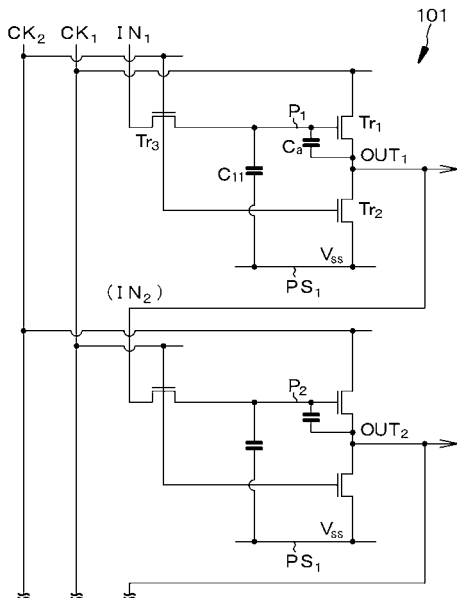 101
CK₂ CK₁ IN₁
P₁
Tr₁
Tr₃
Cₐ
OUT₁
C₁₁
Tr₂
Vss
PS₁
(IN₂)
P₂
OUT₂
Vss
PS₁